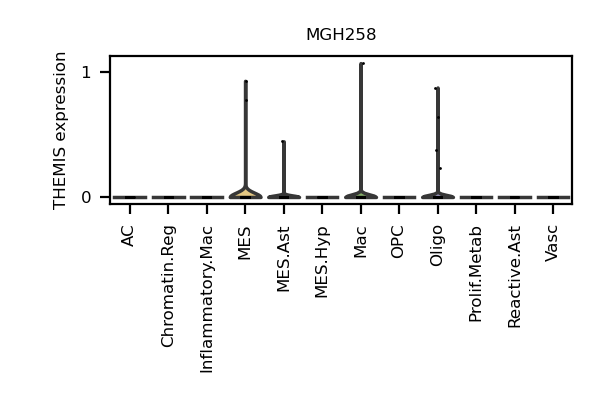 MGH258
THEMIS expression
1
0
AC
Chromatin.Reg
Inflammatory.Mac
MES
MES.Ast
MES.Hyp
Mac
OPC
Oligo
Prolif.Metab
Reactive.Ast
Vasc